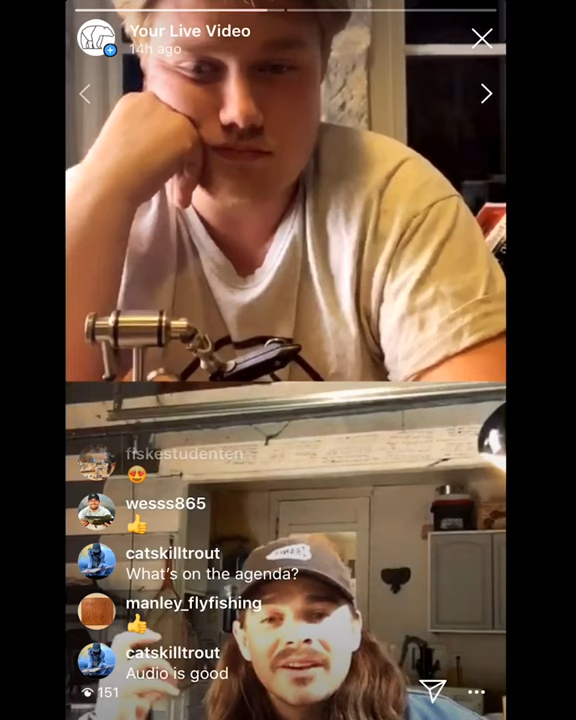 Your Live Video
14h ago
fiskestudenten
😍
wesss865
👍
catskilltrout
What's on the agenda?
manley_flyfishing
👍
catskilltrout
Audio is good
151